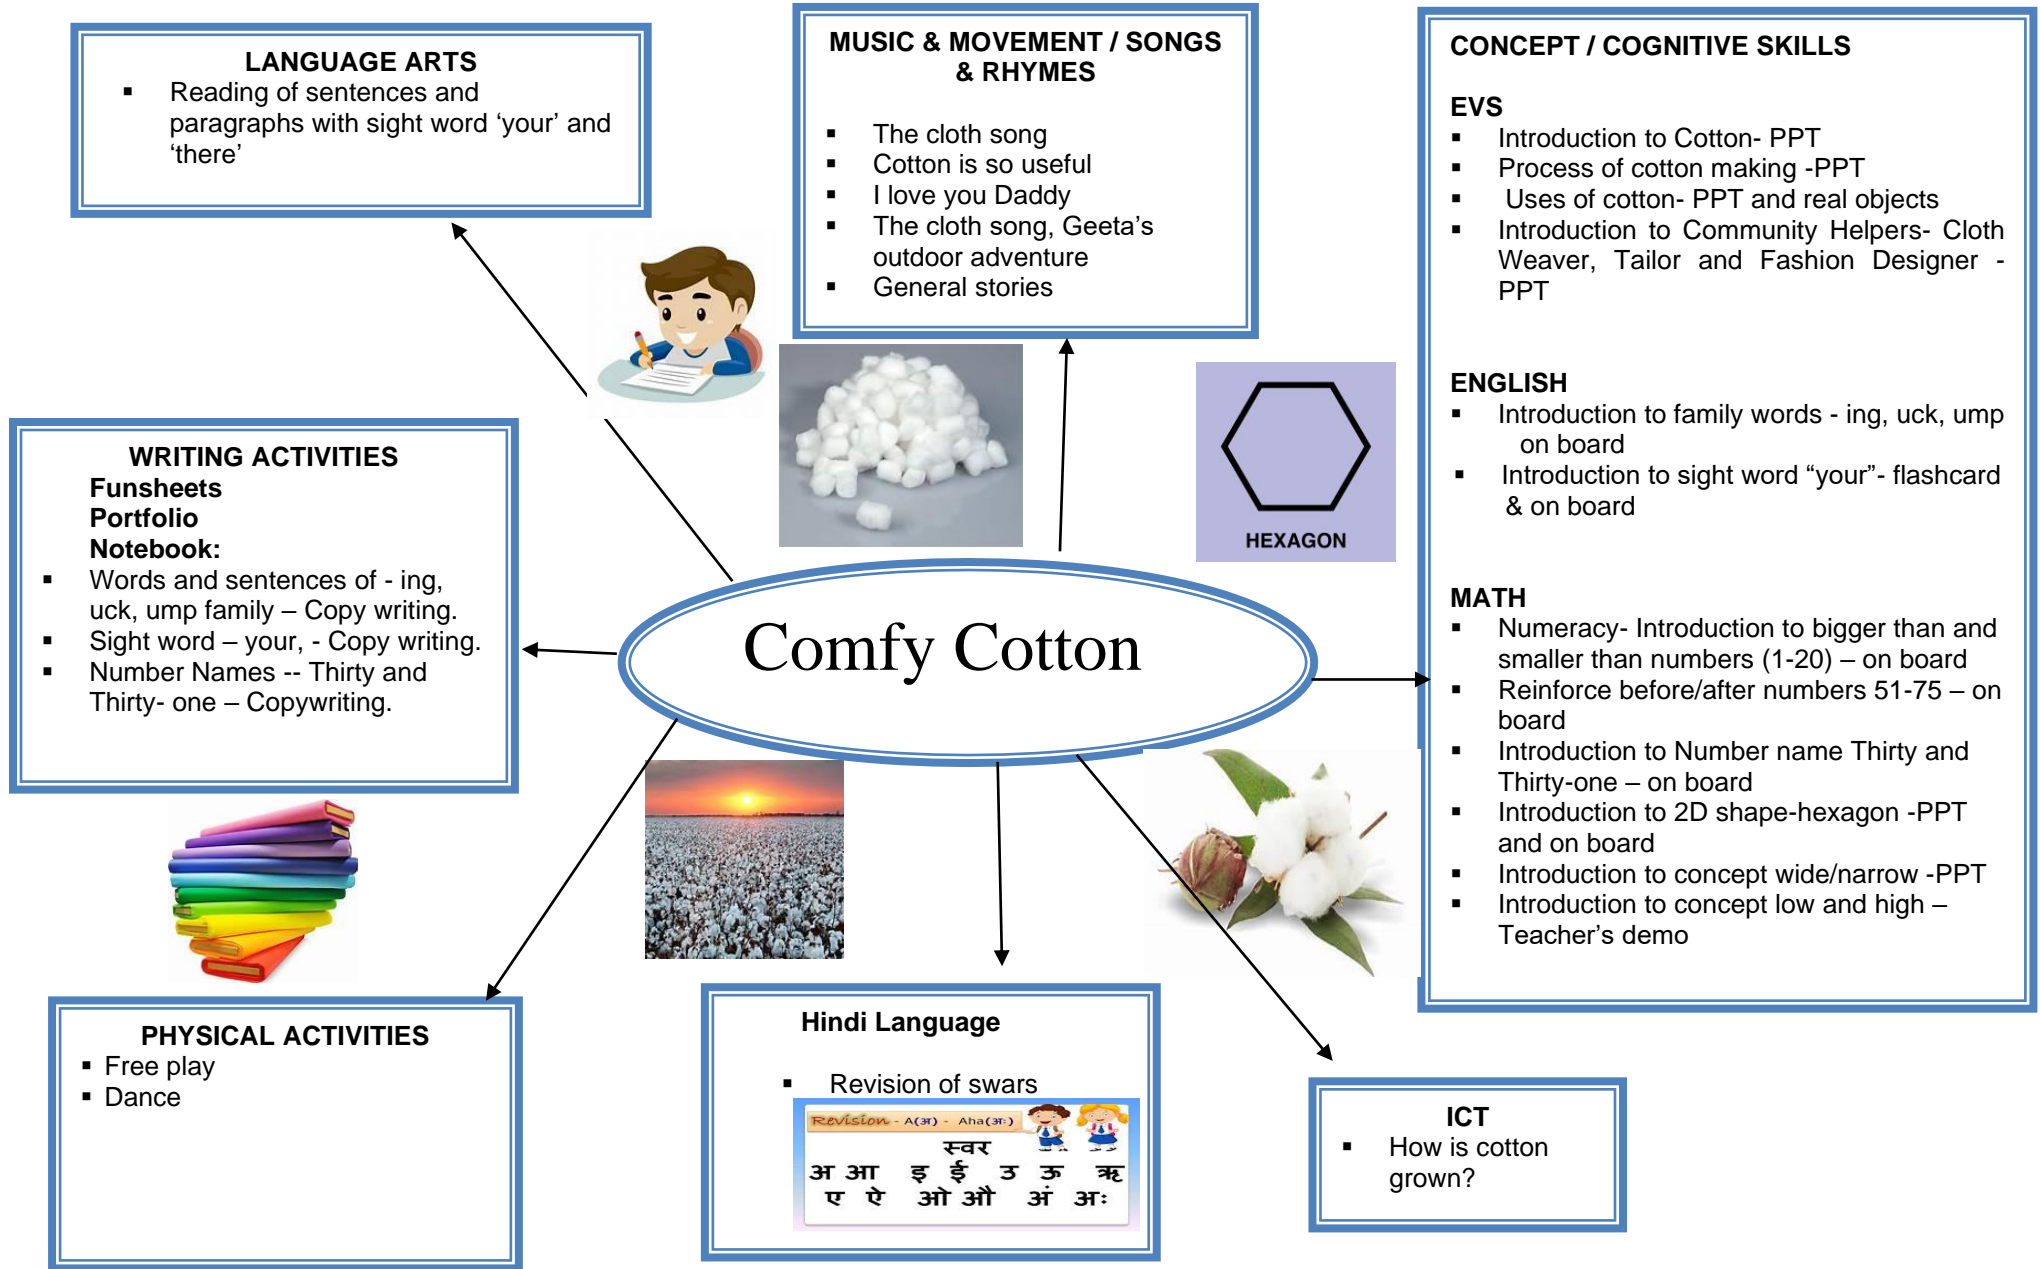 LANGUAGE ARTS
▪ Reading of sentences and
paragraphs with sight word ‘your’ and
‘there’
MUSIC & MOVEMENT / SONGS
& RHYMES
▪ The cloth song
▪ Cotton is so useful
▪ I love you Daddy
▪ The cloth song, Geeta’s
outdoor adventure
▪ General stories
CONCEPT / COGNITIVE SKILLS
EVS
▪ Introduction to Cotton- PPT
▪ Process of cotton making -PPT
▪ Uses of cotton- PPT and real objects
▪ Introduction to Community Helpers- Cloth
Weaver, Tailor and Fashion Designer -
PPT
ENGLISH
▪ Introduction to family words - ing, uck, ump
on board
▪ Introduction to sight word “your”- flashcard
& on board
MATH
▪ Numeracy- Introduction to bigger than and
smaller than numbers (1-20) – on board
▪ Reinforce before/after numbers 51-75 – on
board
▪ Introduction to Number name Thirty and
Thirty-one – on board
▪ Introduction to 2D shape-hexagon -PPT
and on board
▪ Introduction to concept wide/narrow -PPT
▪ Introduction to concept low and high –
Teacher’s demo
HEXAGON
WRITING ACTIVITIES
Funsheets
Portfolio
Notebook:
▪ Words and sentences of - ing,
uck, ump family – Copy writing.
▪ Sight word – your, - Copy writing.
▪ Number Names -- Thirty and
Thirty- one – Copywriting.
Comfy Cotton
PHYSICAL ACTIVITIES
▪ Free play
▪ Dance
Hindi Language
▪ Revision of swars
Revision - A(अ) - Aha(अः)
स्वर
अ आ इ ई उ ऊ ऋ
ए ऐ ओ औ अं अः
ICT
▪ How is cotton
grown?